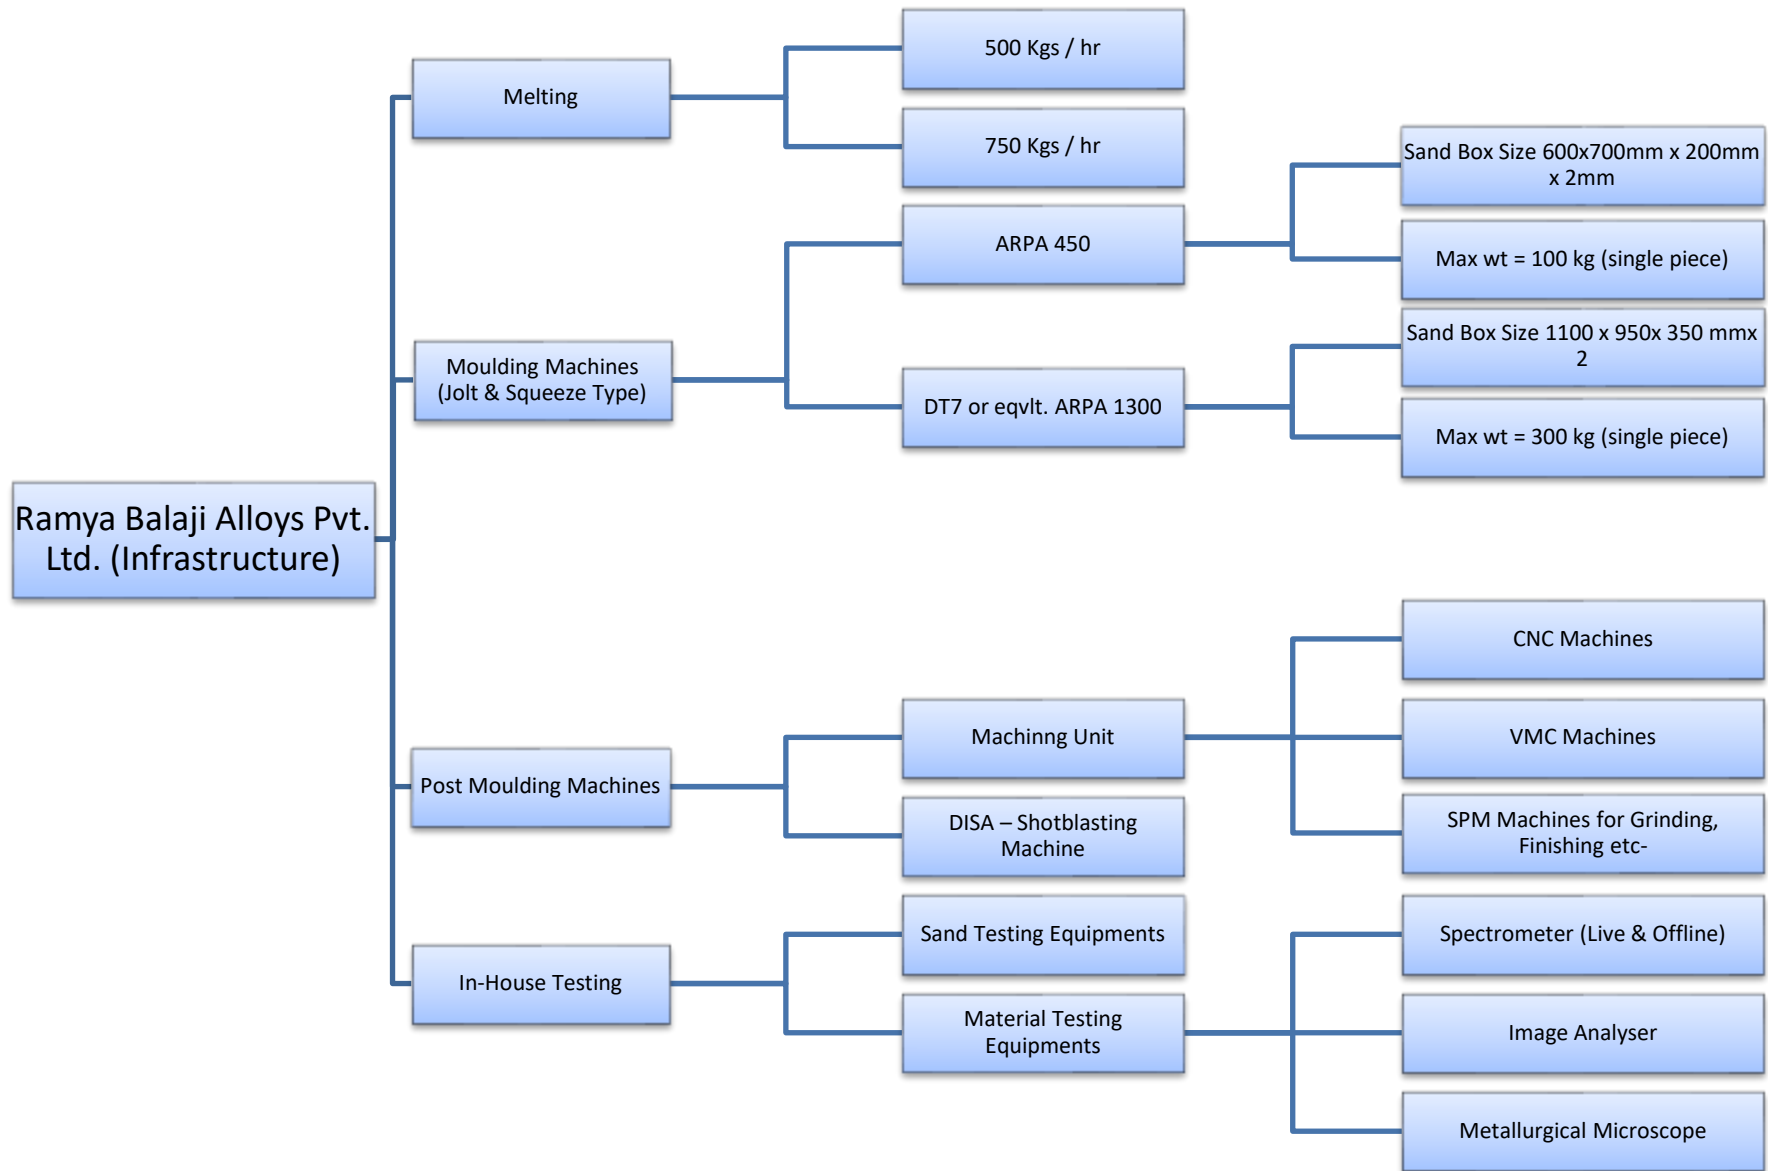 Ramya Balaji Alloys Pvt.
Ltd. (Infrastructure)
Melting
500 Kgs / hr
750 Kgs / hr
Moulding Machines
(Jolt & Squeeze Type)
ARPA 450
Sand Box Size 600x700mm x 200mm
x 2mm
Max wt = 100 kg (single piece)
DT7 or eqvlt. ARPA 1300
Sand Box Size 1100 x 950x 350 mmx
2
Max wt = 300 kg (single piece)
Post Moulding Machines
Machinng Unit
CNC Machines
VMC Machines
SPM Machines for Grinding,
Finishing etc-
DISA – Shotblasting
Machine
In-House Testing
Sand Testing Equipments
Material Testing
Equipments
Spectrometer (Live & Offline)
Image Analyser
Metallurgical Microscope